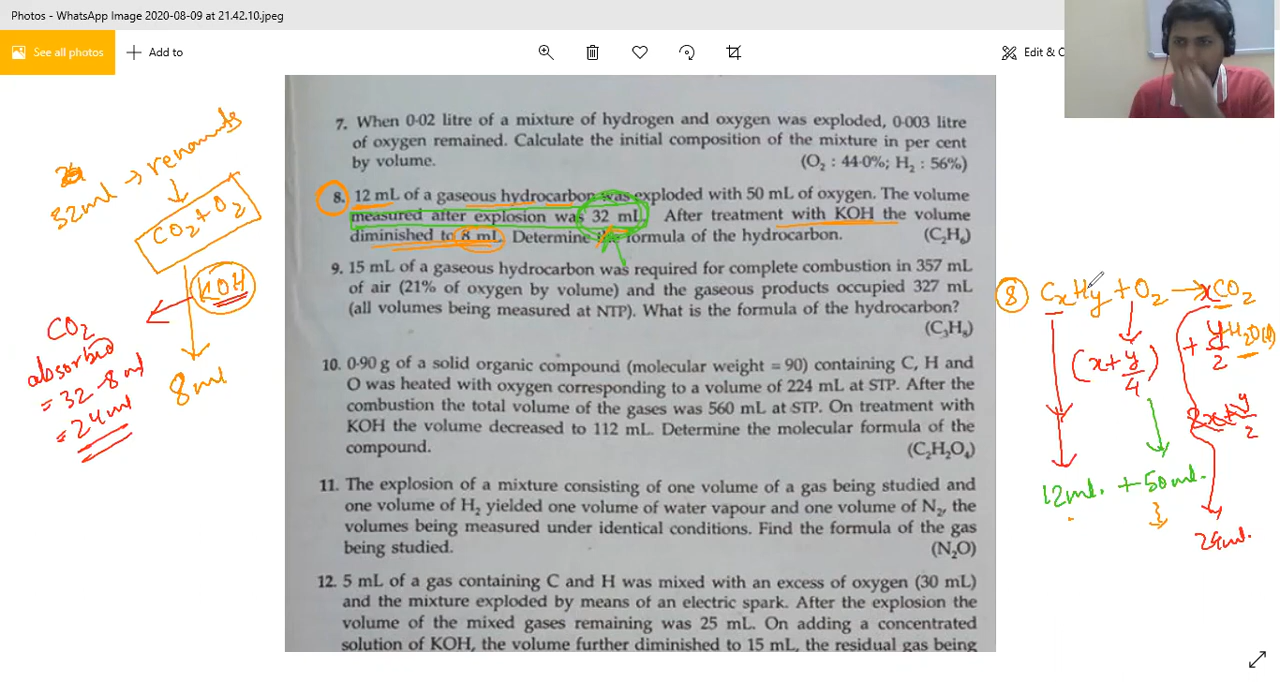 Photos - WhatsApp Image 2020-08-09 at 21.42.10.jpeg
See all photos
Add to
Edit & C
7. When 0·02 litre of a mixture of hydrogen and oxygen was exploded, 0·003 litre
of oxygen remained. Calculate the initial composition of the mixture in per cent
by volume. (O₂ : 44·0%; H₂ : 56%)
8. 12 mL of a gaseous hydrocarbon was exploded with 50 mL of oxygen. The volume
measured after explosion was 32 mL. After treatment with KOH the volume
diminished to 8 mL. Determine the formula of the hydrocarbon. (C₂H₆)
9. 15 mL of a gaseous hydrocarbon was required for complete combustion in 357 mL
of air (21% of oxygen by volume) and the gaseous products occupied 327 mL
(all volumes being measured at NTP). What is the formula of the hydrocarbon?
(C₃H₈)
10. 0·90 g of a solid organic compound (molecular weight = 90) containing C, H and
O was heated with oxygen corresponding to a volume of 224 mL at STP. After the
combustion the total volume of the gases was 560 mL at STP. On treatment with
KOH the volume decreased to 112 mL. Determine the molecular formula of the
compound. (C₂H₂O₄)
11. The explosion of a mixture consisting of one volume of a gas being studied and
one volume of H₂ yielded one volume of water vapour and one volume of N₂, the
volumes being measured under identical conditions. Find the formula of the gas
being studied. (N₂O)
12. 5 mL of a gas containing C and H was mixed with an excess of oxygen (30 mL)
and the mixture exploded by means of an electric spark. After the explosion the
volume of the mixed gases remaining was 25 mL. On adding a concentrated
solution of KOH, the volume further diminished to 15 mL, the residual gas being
32ml → remants
CO₂ + O₂
KOH
CO₂
absorbed
= 32-8ml
= 24ml
8ml
8 CxHy + O₂ → xCO₂
+ y/2 H₂O(l)
(x+y/4)
12ml. + 50ml.
24ml.